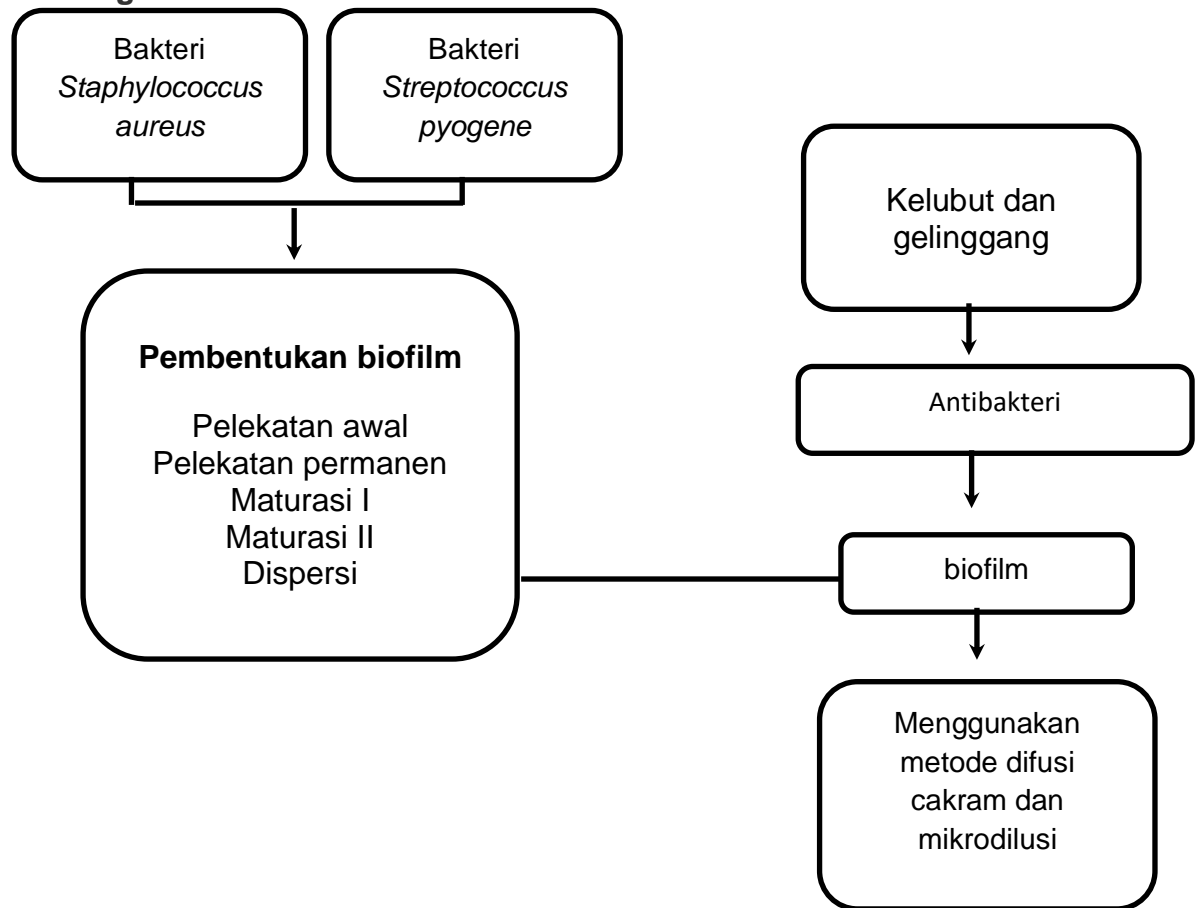 Bakteri
Staphylococcus
aureus
Bakteri
Streptococcus
pyogene
Pembentukan biofilm
Pelekatan awal
Pelekatan permanen
Maturasi I
Maturasi II
Dispersi
Kelubut dan
gelinggang
Antibakteri
biofilm
Menggunakan
metode difusi
cakram dan
mikrodilusi